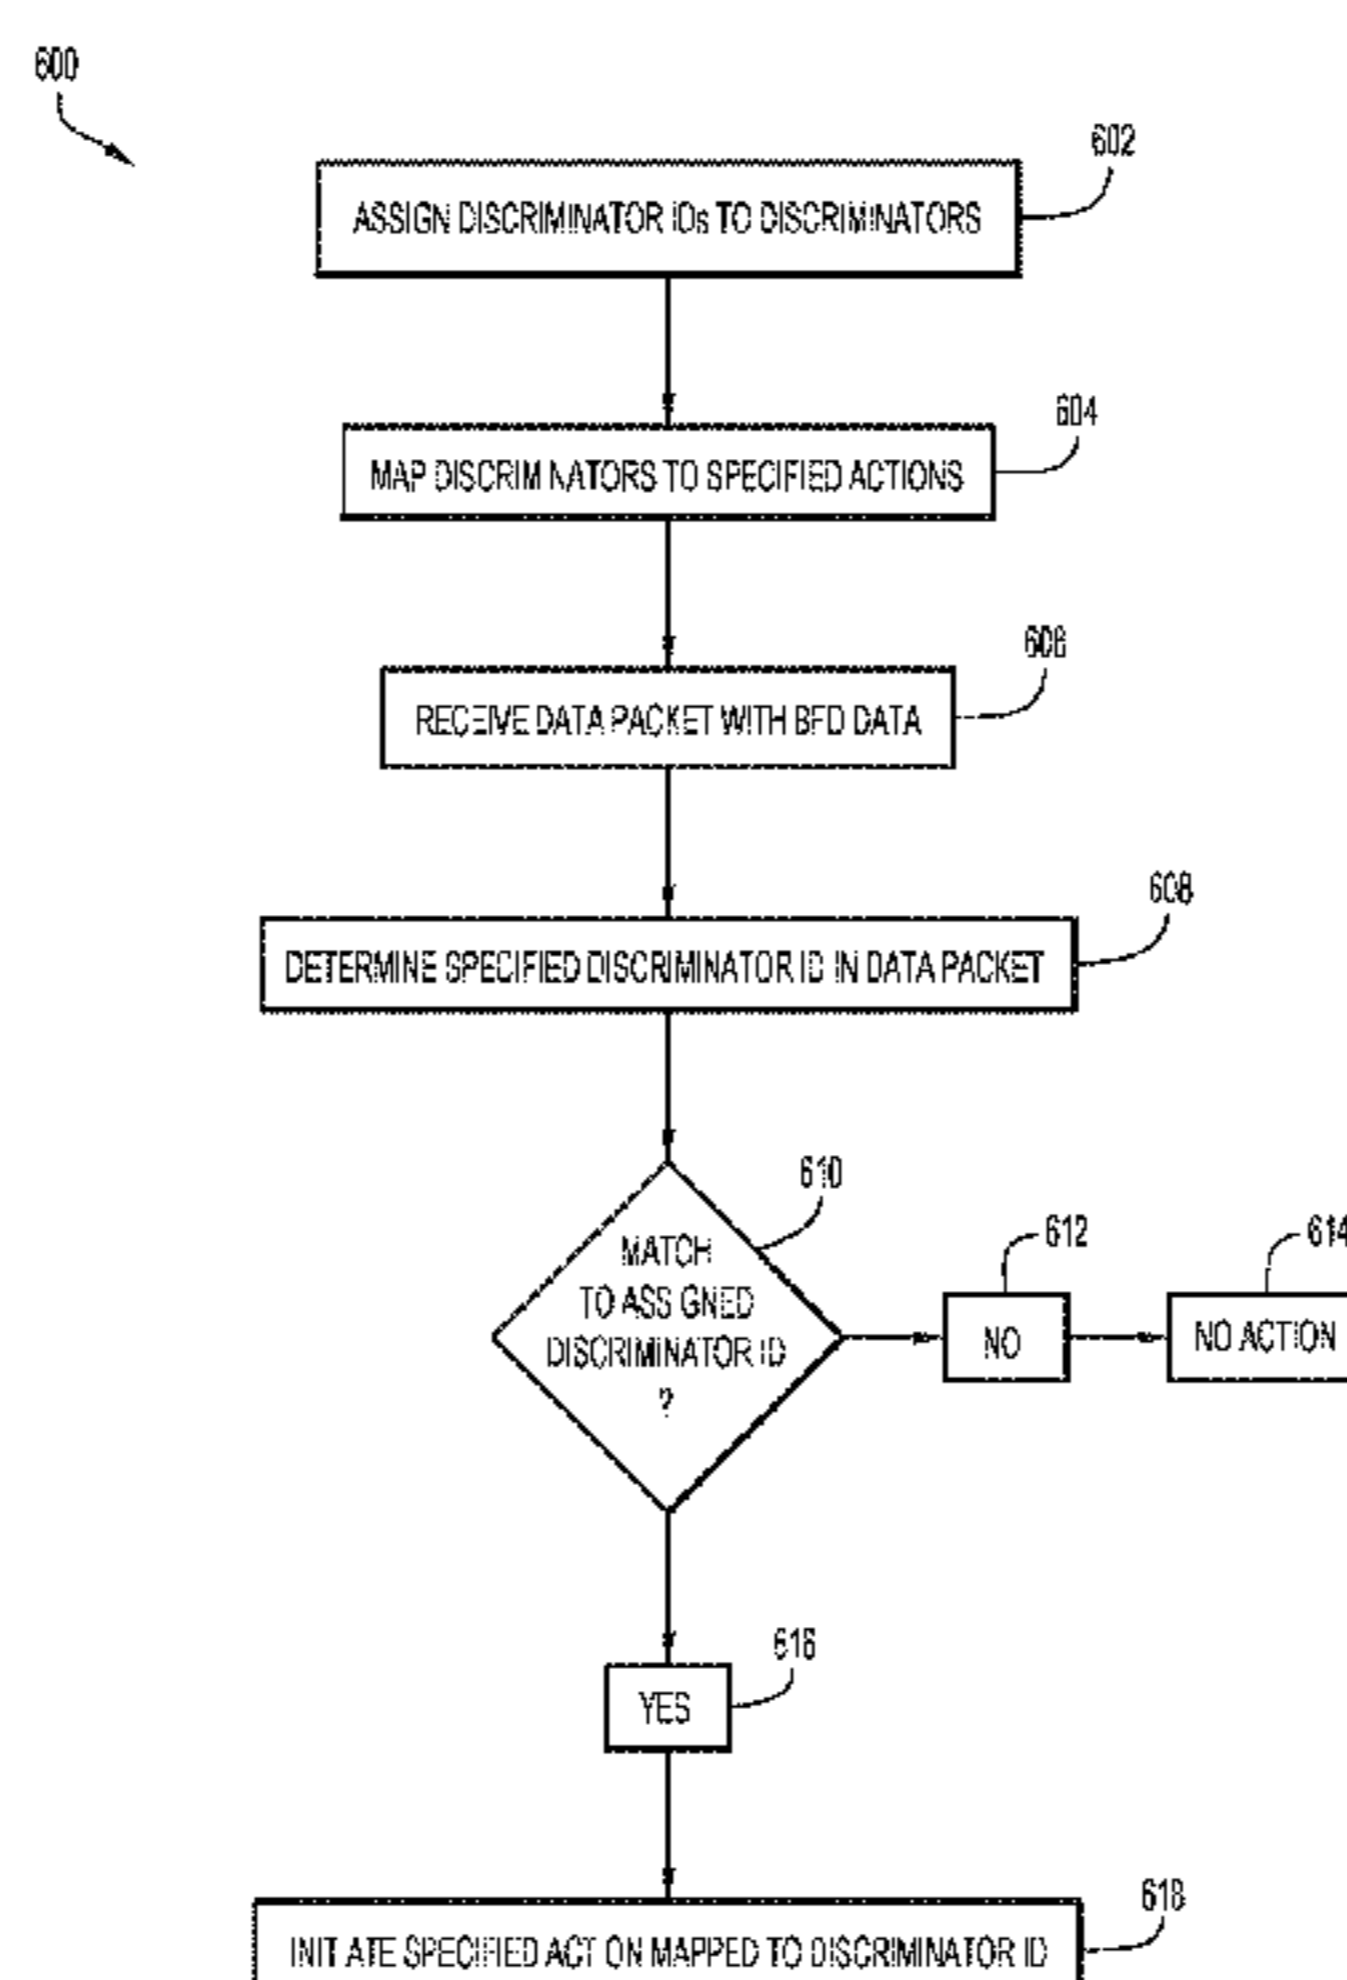 600
602
ASSIGN DISCRIMINATOR IDs TO DISCRIMINATORS
604
MAP DISCRIMINATORS TO SPECIFIED ACTIONS
606
RECEIVE DATA PACKET WITH BFD DATA
608
DETERMINE SPECIFIED DISCRIMINATOR ID IN DATA PACKET
610
MATCH
TO ASSIGNED
DISCRIMINATOR ID
?
612
NO
614
NO ACTION
616
YES
618
INITIATE SPECIFIED ACTION MAPPED TO DISCRIMINATOR ID